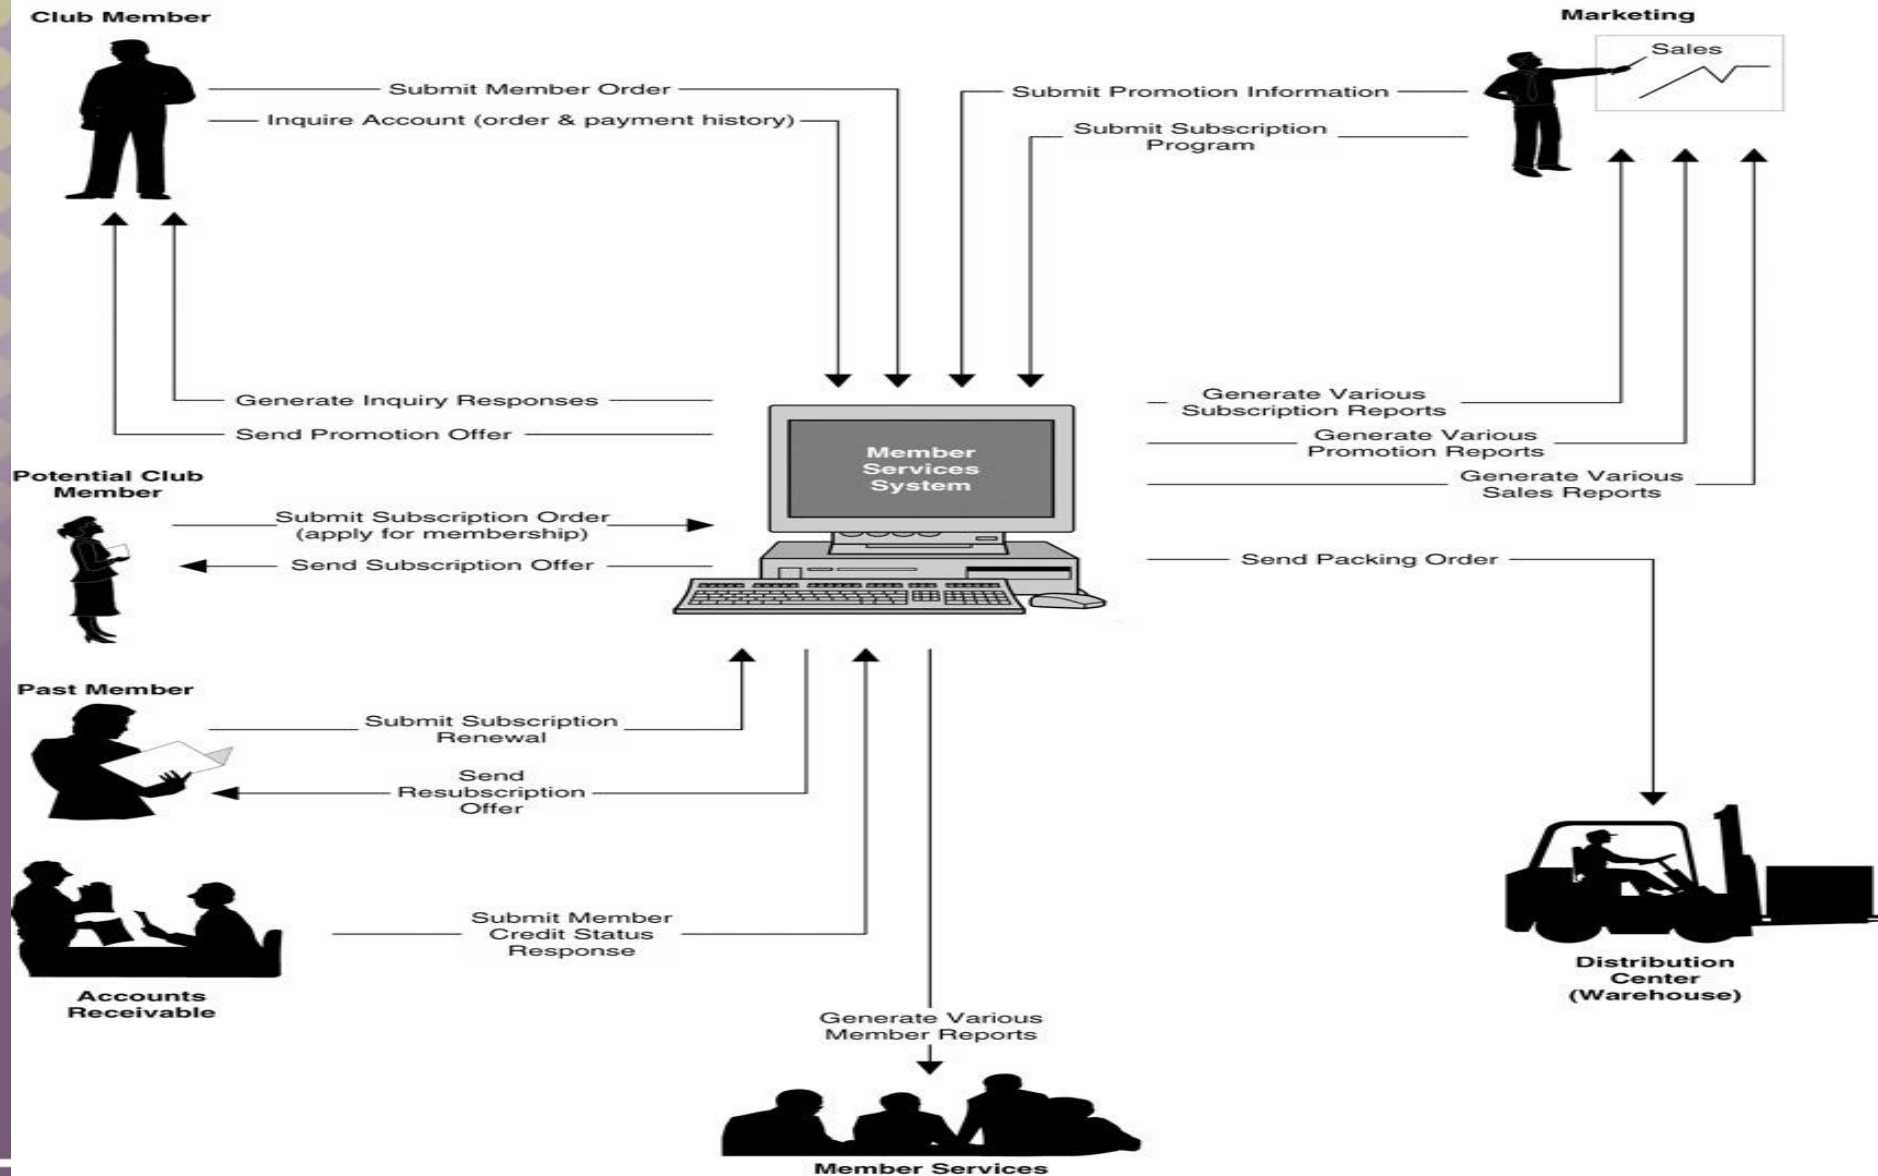 Club Member
Marketing
Sales
Submit Member Order
Submit Promotion Information
Inquire Account (order & payment history)
Submit Subscription
Program
Generate Inquiry Responses
Send Promotion Offer
Generate Various
Subscription Reports
Generate Various
Promotion Reports
Generate Various
Sales Reports
Member
Services
System
Potential Club
Member
Submit Subscription Order
(apply for membership)
Send Subscription Offer
Send Packing Order
Past Member
Submit Subscription
Renewal
Send
Resubscription
Offer
Submit Member
Credit Status
Response
Accounts
Receivable
Distribution
Center
(Warehouse)
Generate Various
Member Reports
Member Services